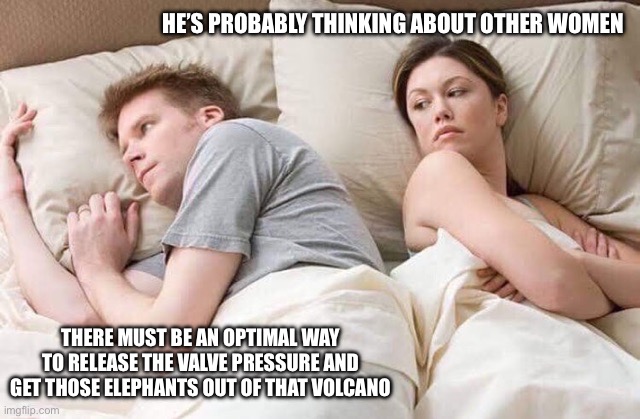 HE'S PROBABLY THINKING ABOUT OTHER WOMEN
THERE MUST BE AN OPTIMAL WAY
TO RELEASE THE VALVE PRESSURE AND
GET THOSE ELEPHANTS OUT OF THAT VOLCANO
imgflip.com